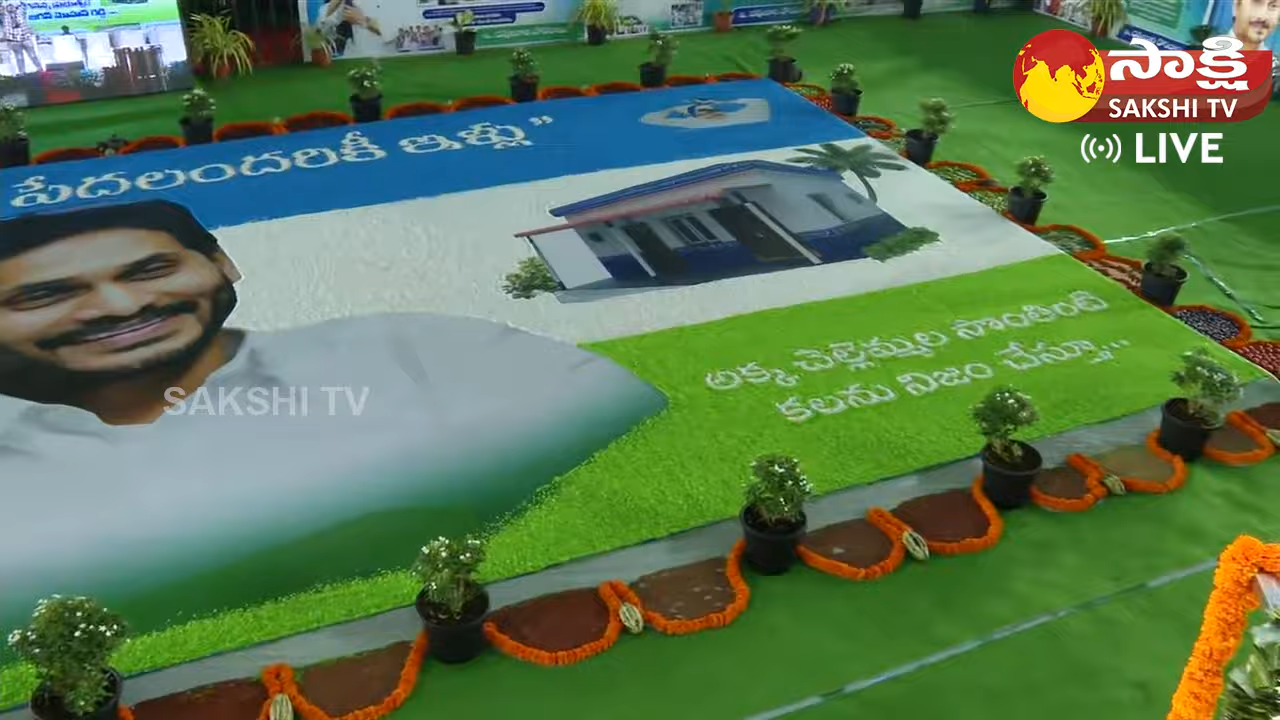 సాక్షి
SAKSHI TV
LIVE
పేదలందరికీ ఇళ్లు”
అక్క చెల్లెమ్మల సొంతింటి
కలను నిజం చేస్తూ...
SAKSHI TV